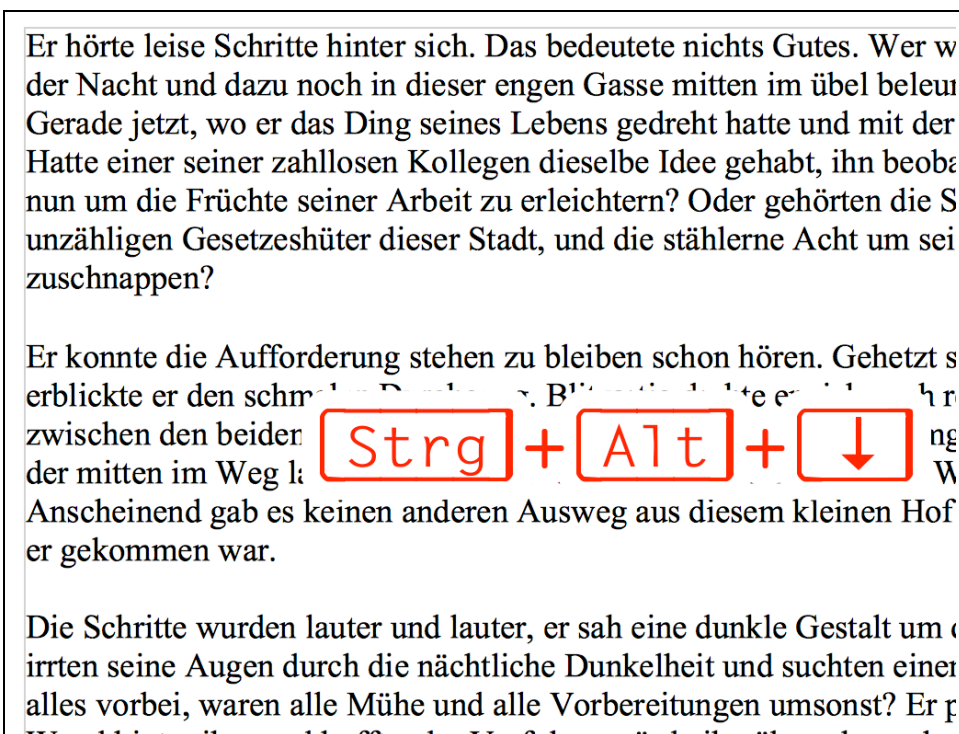 Er hörte leise Schritte hinter sich. Das bedeutete nichts Gutes. Wer
der Nacht und dazu noch in dieser engen Gasse mitten im übel
Gerade jetzt, wo er das Ding seines Lebens gedreht hatte und mit der
Hatte einer seiner zahllosen Kollegen dieselbe Idee gehabt, ihn
nun um die Früchte seiner Arbeit zu erleichtern? Oder gehörten die
unzähligen Gesetzeshüter dieser Stadt, und die stählerne Acht um
zuschnappen?
Er konnte die Aufforderung stehen zu bleiben schon hören. Gehetzt
erblickte er den
zwischen den beiden
Strg + Alt + ↓
der mitten im Weg
Anscheinend gab es keinen anderen Ausweg aus diesem kleinen Hof
er gekommen war.
Die Schritte wurden lauter und lauter, er sah eine dunkle Gestalt um
irrten seine Augen durch die nächtliche Dunkelheit und suchten
alles vorbei, waren alle Mühe und alle Vorbereitungen umsonst? Er